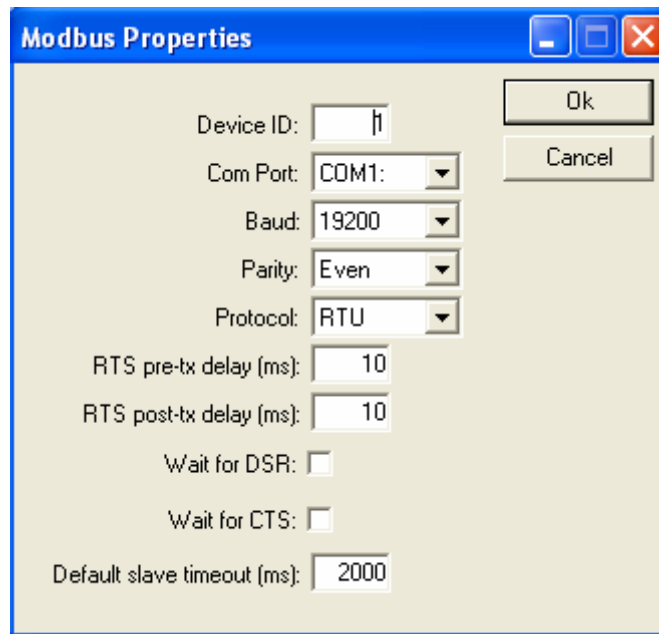 Modbus Properties
Device ID: 1
Ok
Com Port: COM1:
Cancel
Baud: 19200
Parity: Even
Protocol: RTU
RTS pre-tx delay (ms): 10
RTS post-tx delay (ms): 10
Wait for DSR:
Wait for CTS:
Default slave timeout (ms): 2000